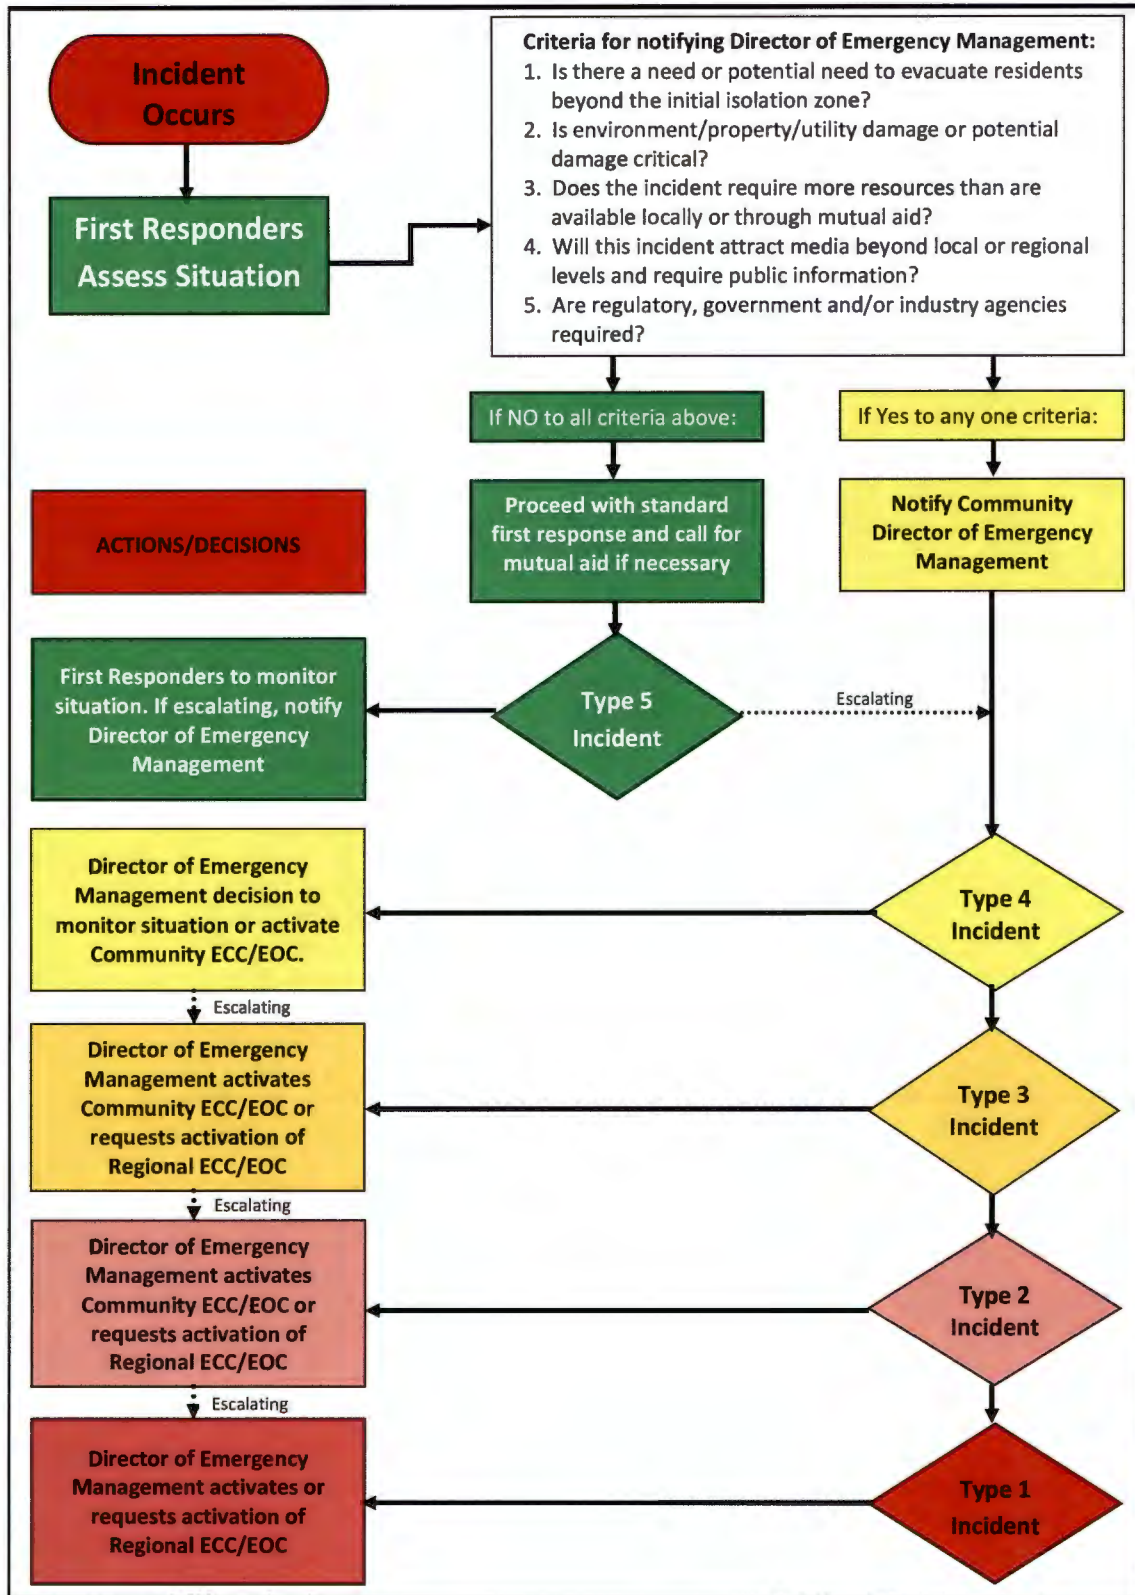 Incident
Occurs
First Responders
Assess Situation
Criteria for notifying Director of Emergency Management:
1. Is there a need or potential need to evacuate residents
beyond the initial isolation zone?
2. Is environment/property/utility damage or potential
damage critical?
3. Does the incident require more resources than are
available locally or through mutual aid?
4. Will this incident attract media beyond local or regional
levels and require public information?
5. Are regulatory, government and/or industry agencies
required?
If NO to all criteria above:
If Yes to any one criteria:
Proceed with standard
first response and call for
mutual aid if necessary
Notify Community
Director of Emergency
Management
ACTIONS/DECISIONS
First Responders to monitor
situation. If escalating, notify
Director of Emergency
Management
Type 5
Incident
Escalating
Director of Emergency
Management decision to
monitor situation or activate
Community ECC/EOC.
Type 4
Incident
Escalating
Director of Emergency
Management activates
Community ECC/EOC or
requests activation of
Regional ECC/EOC
Type 3
Incident
Escalating
Director of Emergency
Management activates
Community ECC/EOC or
requests activation of
Regional ECC/EOC
Type 2
Incident
Escalating
Director of Emergency
Management activates or
requests activation of
Regional ECC/EOC
Type 1
Incident